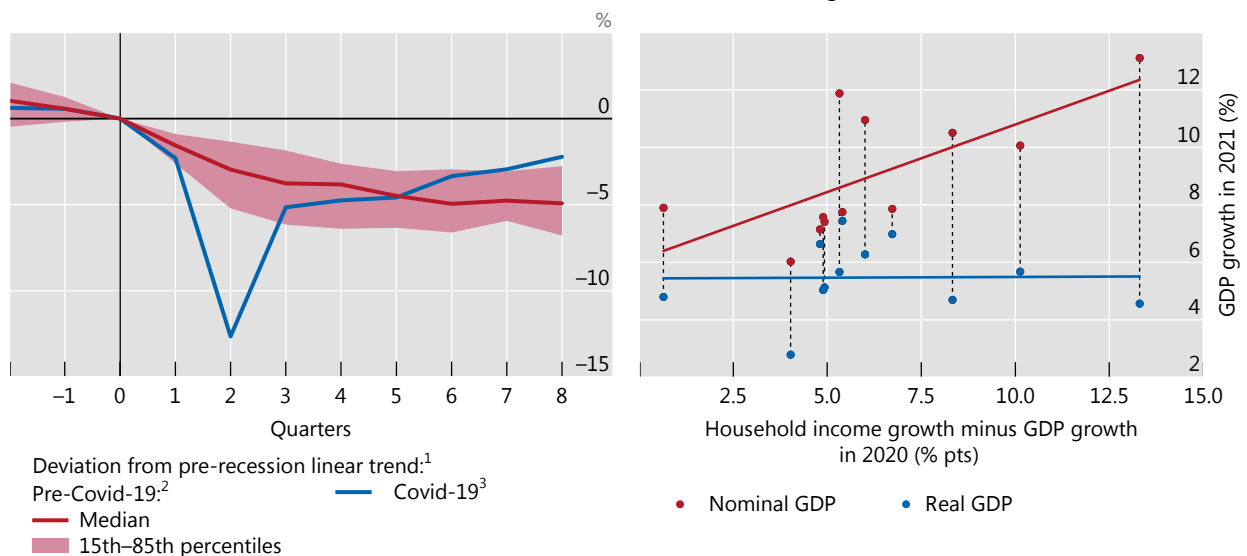 %
0
–5
–10
–15
–1 0 1 2 3 4 5 6 7 8
Quarters
Deviation from pre-recession linear trend:1
Pre-Covid-19:2
Covid-193
Median
15th–85th percentiles
12
10
8
6
4
2
GDP growth in 2021 (%)
2.5 5.0 7.5 10.0 12.5 15.0
Household income growth minus GDP growth
in 2020 (% pts)
Nominal GDP Real GDP